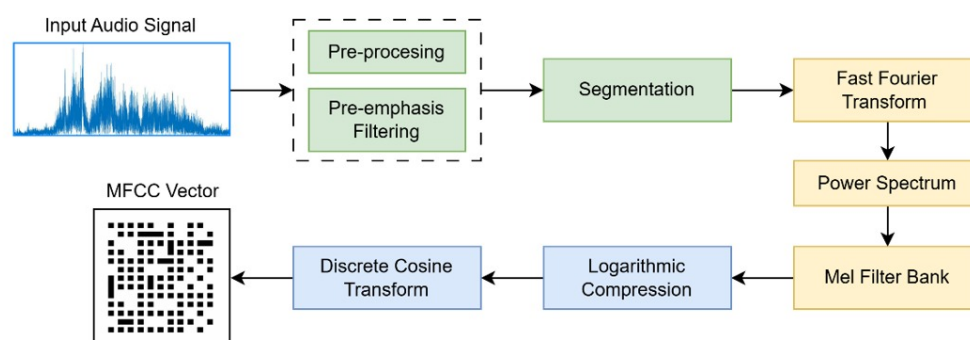 Input Audio Signal
Pre-procesing
Pre-emphasis
Filtering
Segmentation
Fast Fourier
Transform
Power Spectrum
Mel Filter Bank
Logarithmic
Compression
Discrete Cosine
Transform
MFCC Vector